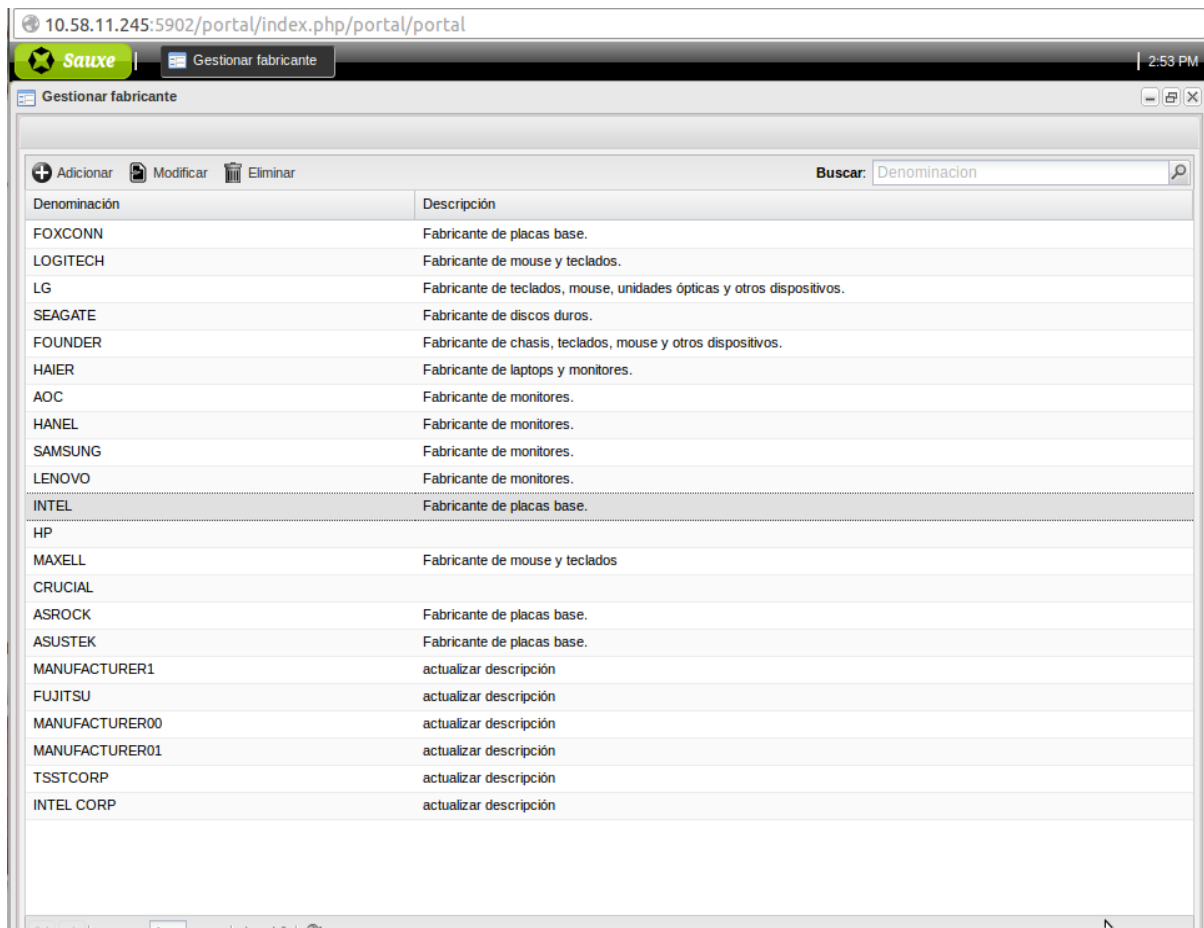 10.58.11.245:5902/portal/index.php/portal/portal
Sauxe Gestionar fabricante 2:53 PM
Gestionar fabricante
Adicionar Modificar Eliminar Buscar: Denominacion
Denominación Descripción
FOXCONN Fabricante de placas base.
LOGITECH Fabricante de mouse y teclados.
LG Fabricante de teclados, mouse, unidades ópticas y otros dispositivos.
SEAGATE Fabricante de discos duros.
FOUNDER Fabricante de chasis, teclados, mouse y otros dispositivos.
HAIER Fabricante de laptops y monitores.
AOC Fabricante de monitores.
HANEL Fabricante de monitores.
SAMSUNG Fabricante de monitores.
LENOVO Fabricante de monitores.
INTEL Fabricante de placas base.
HP
MAXELL Fabricante de mouse y teclados
CRUCIAL
ASROCK Fabricante de placas base.
ASUSTEK Fabricante de placas base.
MANUFACTURER1 actualizar descripción
FUJITSU actualizar descripción
MANUFACTURER00 actualizar descripción
MANUFACTURER01 actualizar descripción
TSSTCORP actualizar descripción
INTEL CORP actualizar descripción